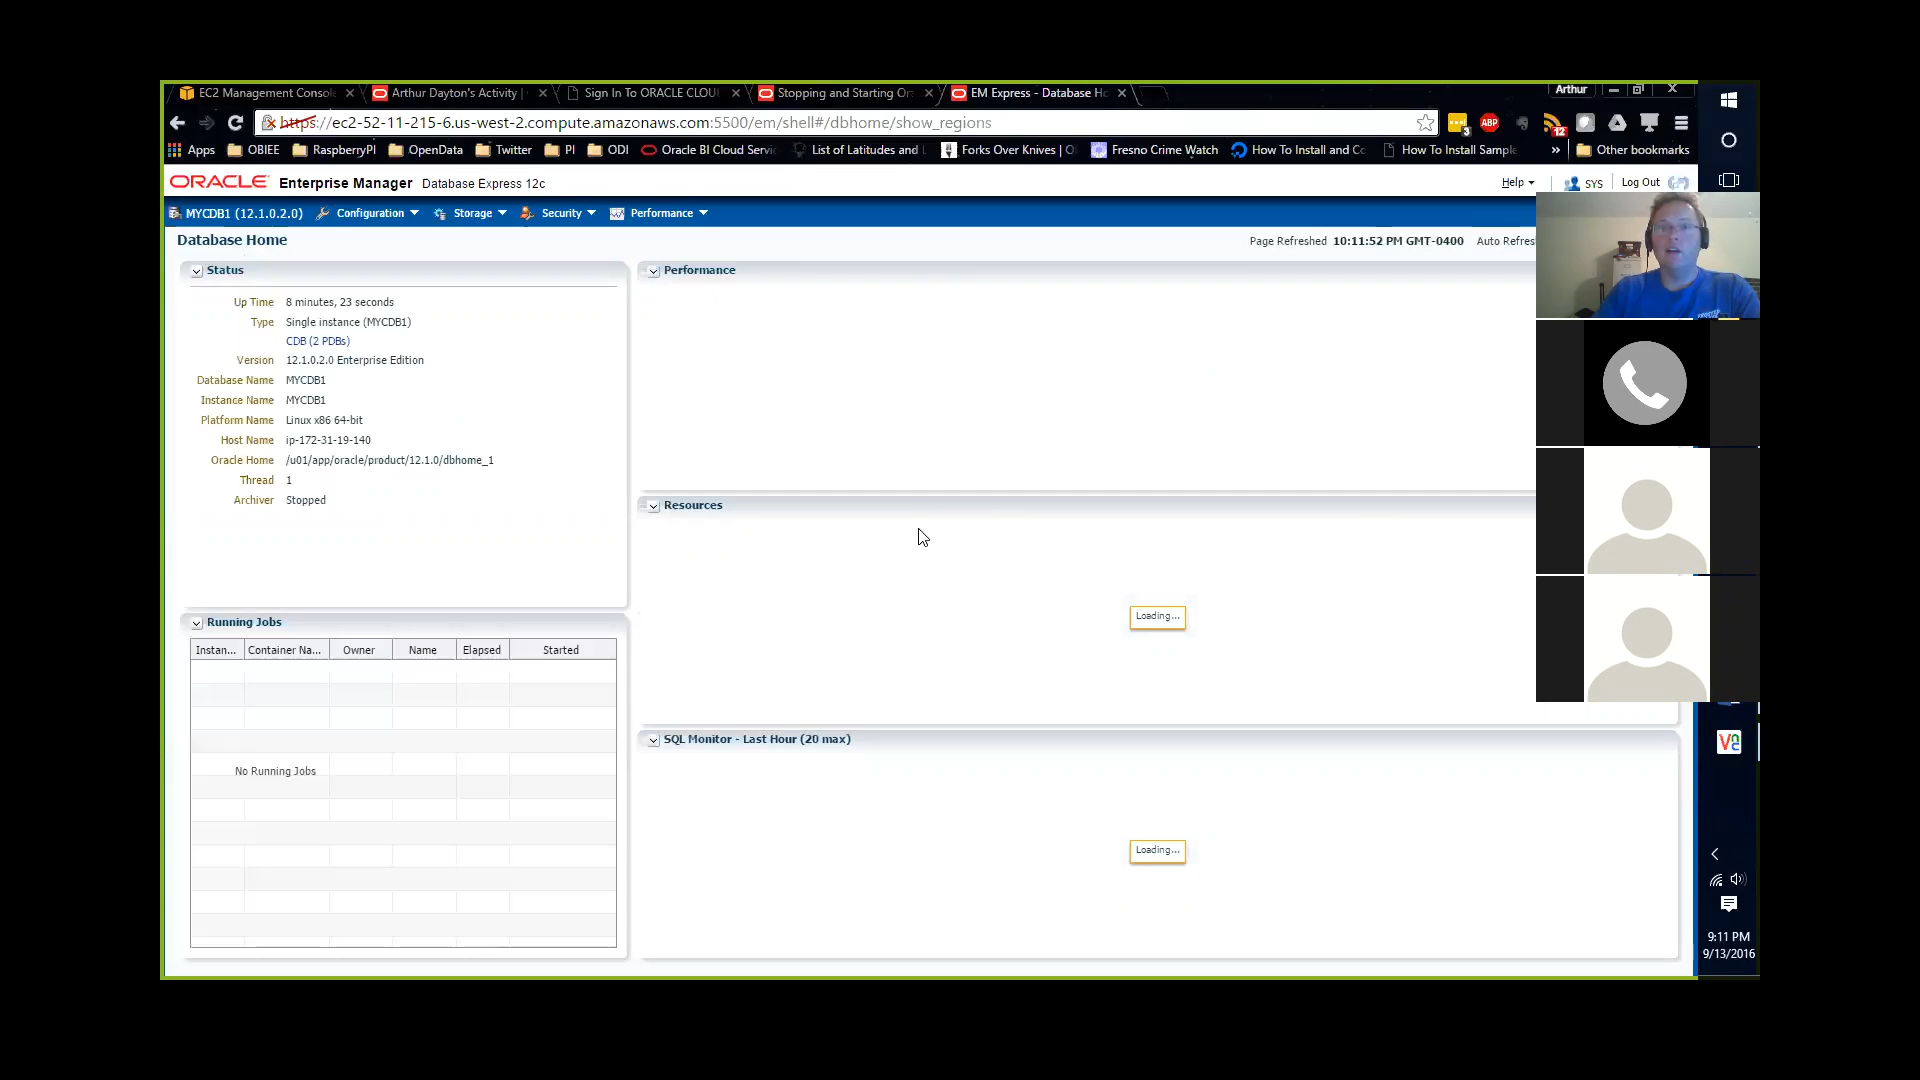 EC2 Management Console
Arthur Dayton's Activity |
Sign In To ORACLE CLOU
Stopping and Starting Or
EM Express - Database Ho
Arthur
https://ec2-52-11-215-6.us-west-2.compute.amazonaws.com:5500/em/shell#/dbhome/show_regions
3
ABP
12
Apps
OBIEE
RaspberryPI
OpenData
Twitter
PI
ODI
Oracle BI Cloud Servic
List of Latitudes and L
Forks Over Knives | O
Fresno Crime Watch
How To Install and Co
How To Install Sample
»
Other bookmarks
ORACLE Enterprise Manager Database Express 12c
Help
SYS
Log Out
MYCDB1 (12.1.0.2.0)
Configuration
Storage
Security
Performance
Database Home
Page Refreshed 10:11:52 PM GMT-0400 Auto Refres
Status
Up Time 8 minutes, 23 seconds
Type Single instance (MYCDB1)
CDB (2 PDBs)
Version 12.1.0.2.0 Enterprise Edition
Database Name MYCDB1
Instance Name MYCDB1
Platform Name Linux x86 64-bit
Host Name ip-172-31-19-140
Oracle Home /u01/app/oracle/product/12.1.0/dbhome_1
Thread 1
Archiver Stopped
Performance
Resources
Loading...
Running Jobs
Instan... Container Na... Owner Name Elapsed Started
No Running Jobs
SQL Monitor - Last Hour (20 max)
Loading...
9:11 PM
9/13/2016